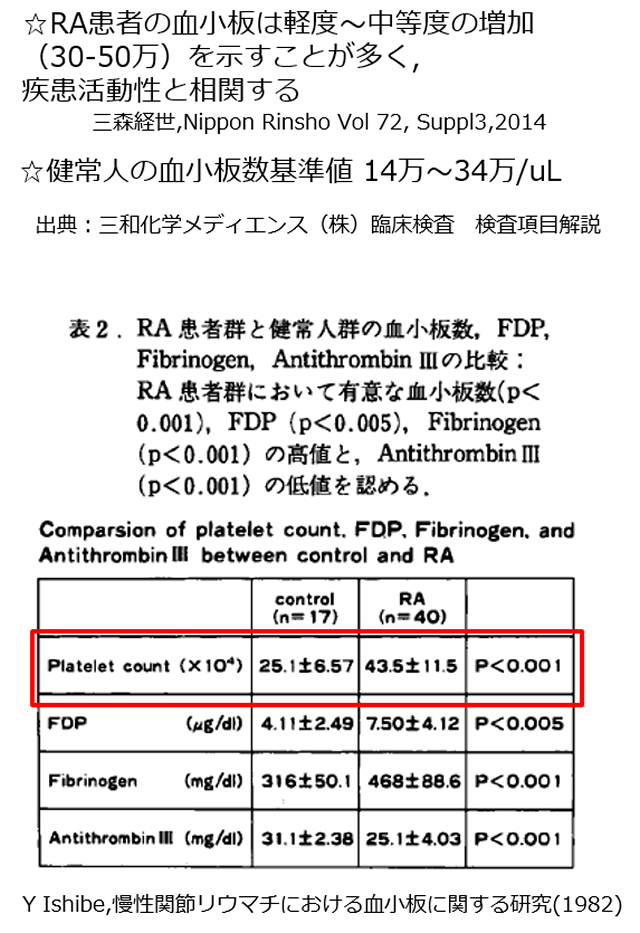 ☆RA患者の血小板は軽度～中等度の増加
（30-50万）を示すことが多く,
疾患活動性と相関する
三森経世,Nippon Rinsho Vol 72, Suppl3,2014
☆健常人の血小板数基準値 14万～34万/uL
出典：三和化学メディエンス（株）臨床検査　検査項目解説
表2．RA 患者群と健常人群の血小板数，FDP,
Fibrinogen，Antithrombin Ⅲの比較：
RA 患者群において有意な血小板数(p<
0.001)，FDP (p<0.005)，Fibrinogen
(p<0.001) の高値と，Antithrombin Ⅲ
(p<0.001) の低値を認める．
Comparsion of platelet count. FDP. Fibrinogen. and
Antithrombin Ⅲ between control and RA
control RA
(n=17) (n=40)
Platelet count (×10⁴) 25.1±6.57 43.5±11.5 P<0.001
FDP (μg/dl) 4.11±2.49 7.50±4.12 P<0.005
Fibrinogen (mg/dl) 316±50.1 468±88.6 P<0.001
Antithrombin Ⅲ (mg/dl) 31.1±2.38 25.1±4.03 P<0.001
Y Ishibe,慢性関節リウマチにおける血小板に関する研究(1982)